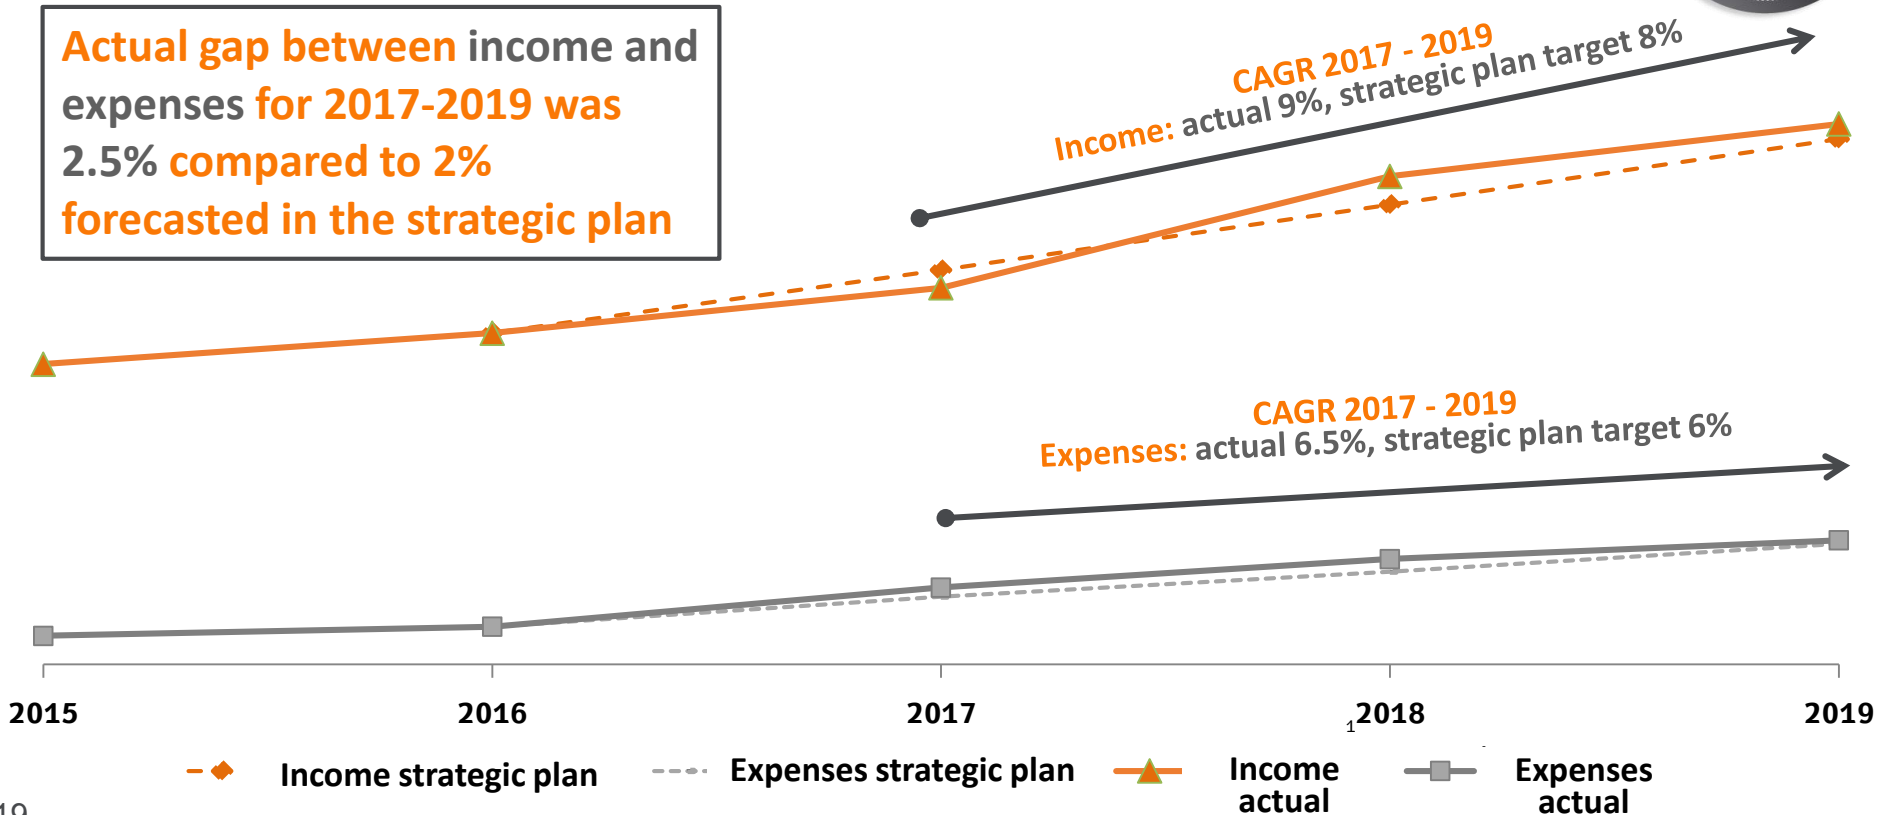 Actual gap between income and
expenses for 2017-2019 was
2.5% compared to 2%
forecasted in the strategic plan
CAGR 2017 - 2019
Income: actual 9%, strategic plan target 8%
CAGR 2017 - 2019
Expenses: actual 6.5%, strategic plan target 6%
2015
2016
2017
1
2018
2019
Income strategic plan
Expenses strategic plan
Income
actual
Expenses
actual